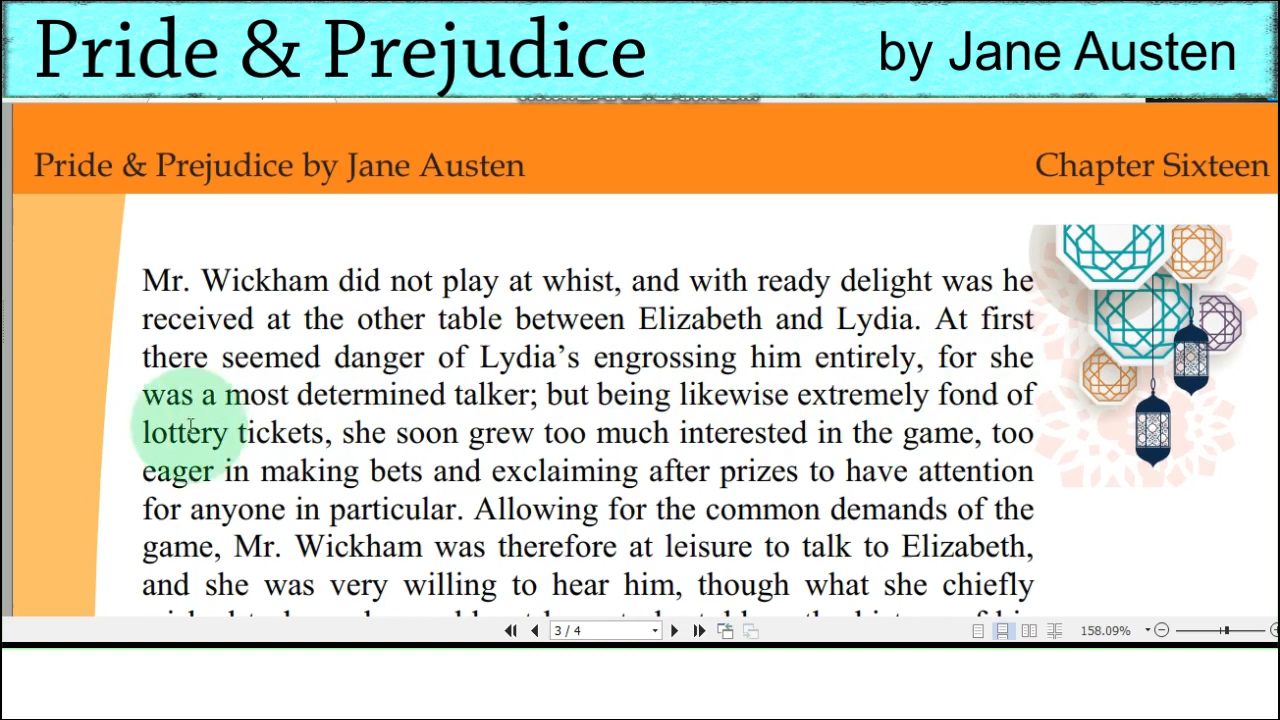 Pride & Prejudice
by Jane Austen
Pride & Prejudice by Jane Austen
Chapter Sixteen
Mr. Wickham did not play at whist, and with ready delight was he
received at the other table between Elizabeth and Lydia. At first
there seemed danger of Lydia’s engrossing him entirely, for she
was a most determined talker; but being likewise extremely fond of
lottery tickets, she soon grew too much interested in the game, too
eager in making bets and exclaiming after prizes to have attention
for anyone in particular. Allowing for the common demands of the
game, Mr. Wickham was therefore at leisure to talk to Elizabeth,
and she was very willing to hear him, though what she chiefly
3 / 4
158.09%